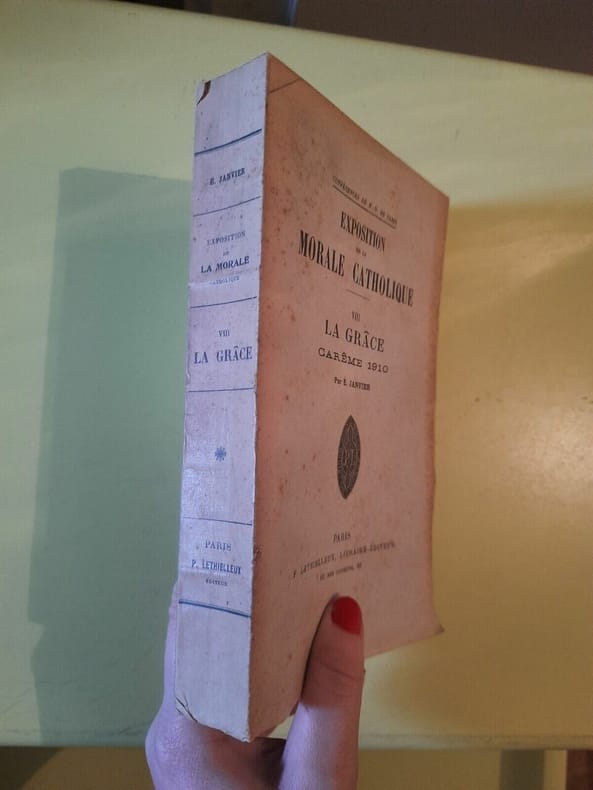 E. JANVIER
EXPOSITION
DE
LA MORALE
CATHOLIQUE
VIII
LA GRÂCE
PARIS
P. LETHIELLEUX
ÉDITEUR
CONFÉRENCES DE N.-D. DE PARIS
EXPOSITION
DE LA
MORALE CATHOLIQUE
VIII
LA GRÂCE
CARÊME 1910
Par E. JANVIER
PARIS
P. LETHIELLEUX, LIBRAIRE-ÉDITEUR